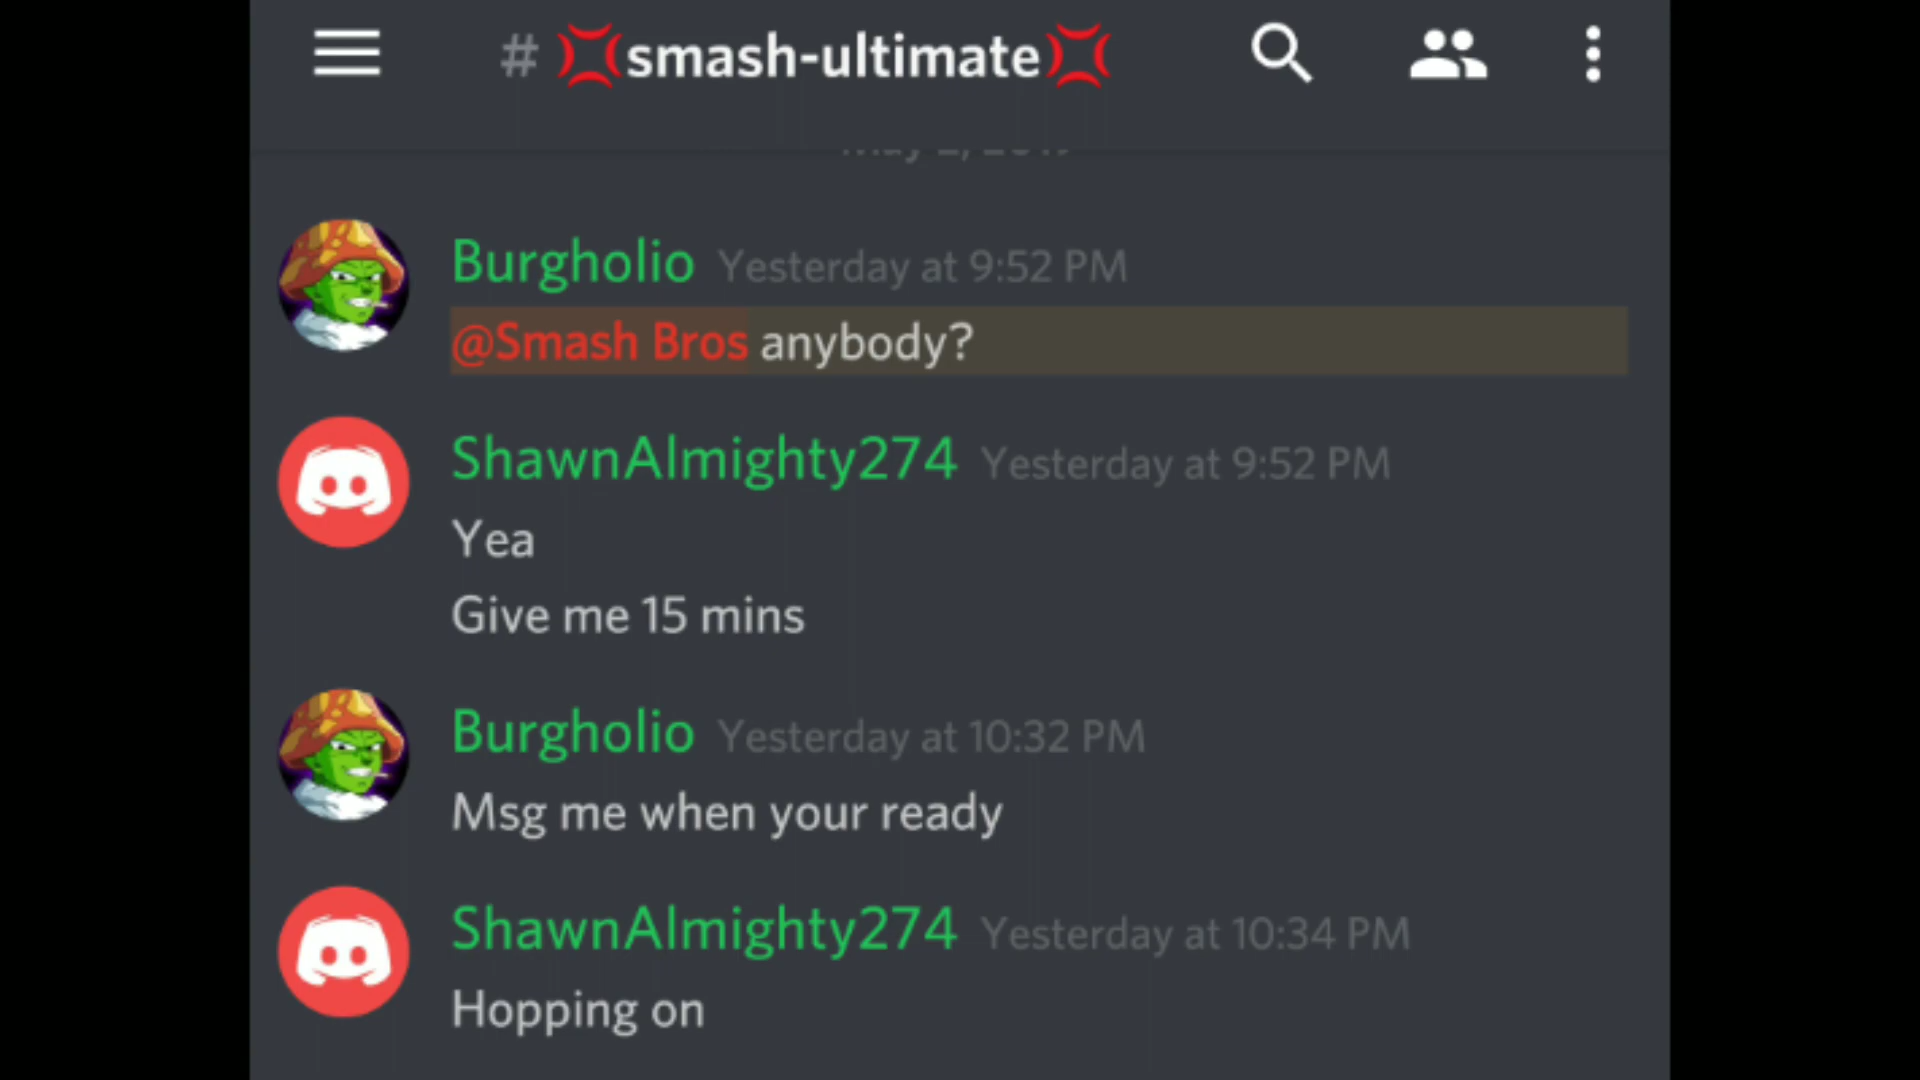 # 💢smash-ultimate💢
Burgholio Yesterday at 9:52 PM
@Smash Bros anybody?
ShawnAlmighty274 Yesterday at 9:52 PM
Yea
Give me 15 mins
Burgholio Yesterday at 10:32 PM
Msg me when your ready
ShawnAlmighty274 Yesterday at 10:34 PM
Hopping on